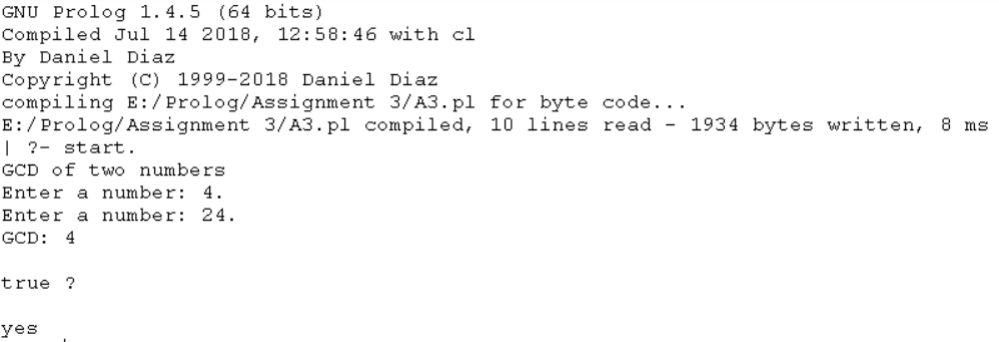 GNU Prolog 1.4.5 (64 bits)
Compiled Jul 14 2018, 12:58:46 with cl
By Daniel Diaz
Copyright (C) 1999-2018 Daniel Diaz
compiling E:/Prolog/Assignment 3/A3.pl for byte code...
E:/Prolog/Assignment 3/A3.pl compiled, 10 lines read - 1934 bytes written, 8 ms
| ?- start.
GCD of two numbers
Enter a number: 4.
Enter a number: 24.
GCD: 4
true ?
yes